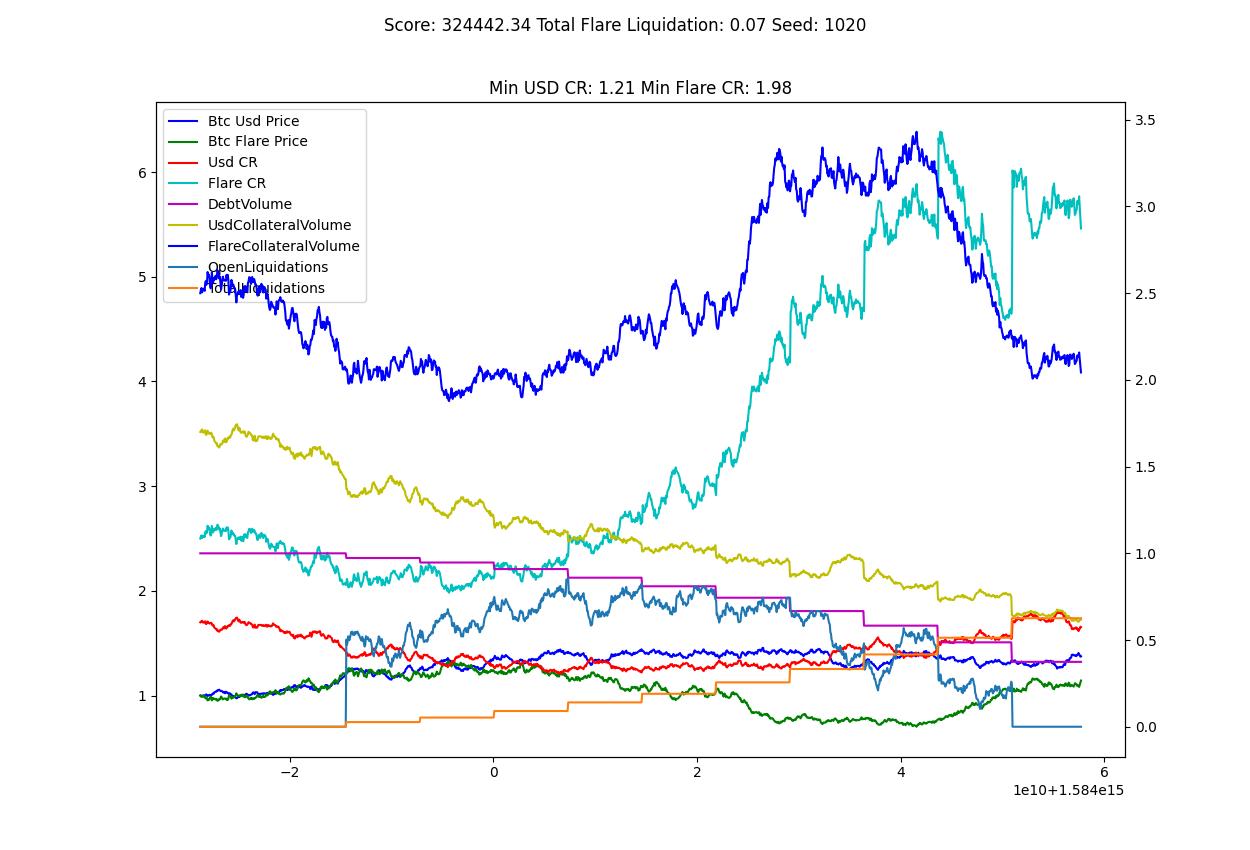 Score: 324442.34 Total Flare Liquidation: 0.07 Seed: 1020
Min USD CR: 1.21 Min Flare CR: 1.98
Btc Usd Price
Btc Flare Price
Usd CR
Flare CR
DebtVolume
UsdCollateralVolume
FlareCollateralVolume
OpenLiquidations
TotalLiquidations
6
5
4
3
2
1
3.5
3.0
2.5
2.0
1.5
1.0
0.5
0.0
−2
0
2
4
6
1e10+1.584e15